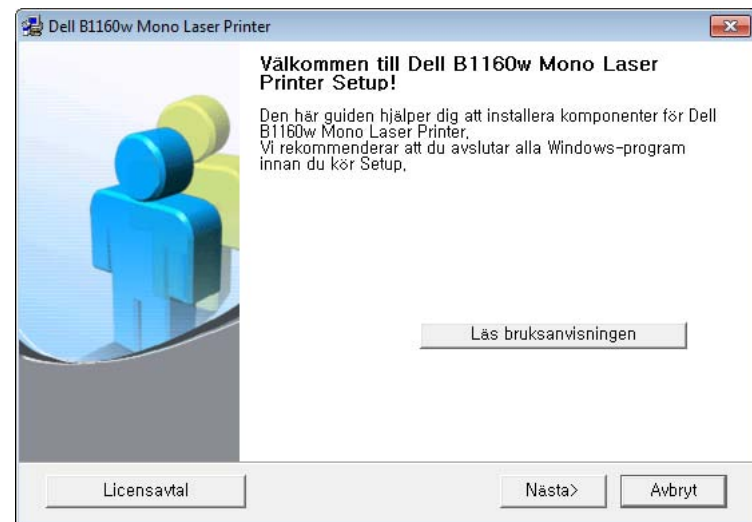 Dell B1160w Mono Laser Printer
Välkommen till Dell B1160w Mono Laser
Printer Setup!
Den här guiden hjälper dig att installera komponenter för Dell
B1160w Mono Laser Printer,
Vi rekommenderar att du avslutar alla Windows-program
innan du kör Setup,
Läs bruksanvisningen
Licensavtal
Nästa>
Avbryt